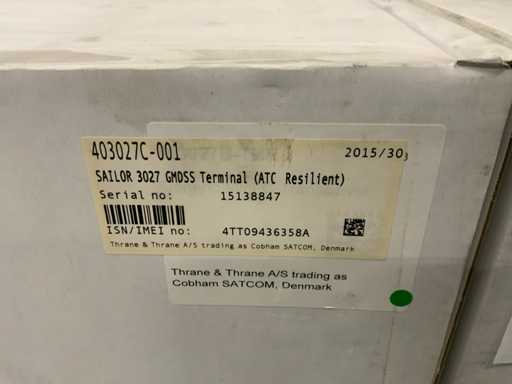 403027C-001 2015/30
SAILOR 3027 GMDSS Terminal (ATC Resilient)
Serial no: 15138847
ISN/IMEI no: 4TT09436358A
Thrane & Thrane A/S trading as Cobham SATCOM, Denmark
Thrane & Thrane A/S trading as
Cobham SATCOM, Denmark